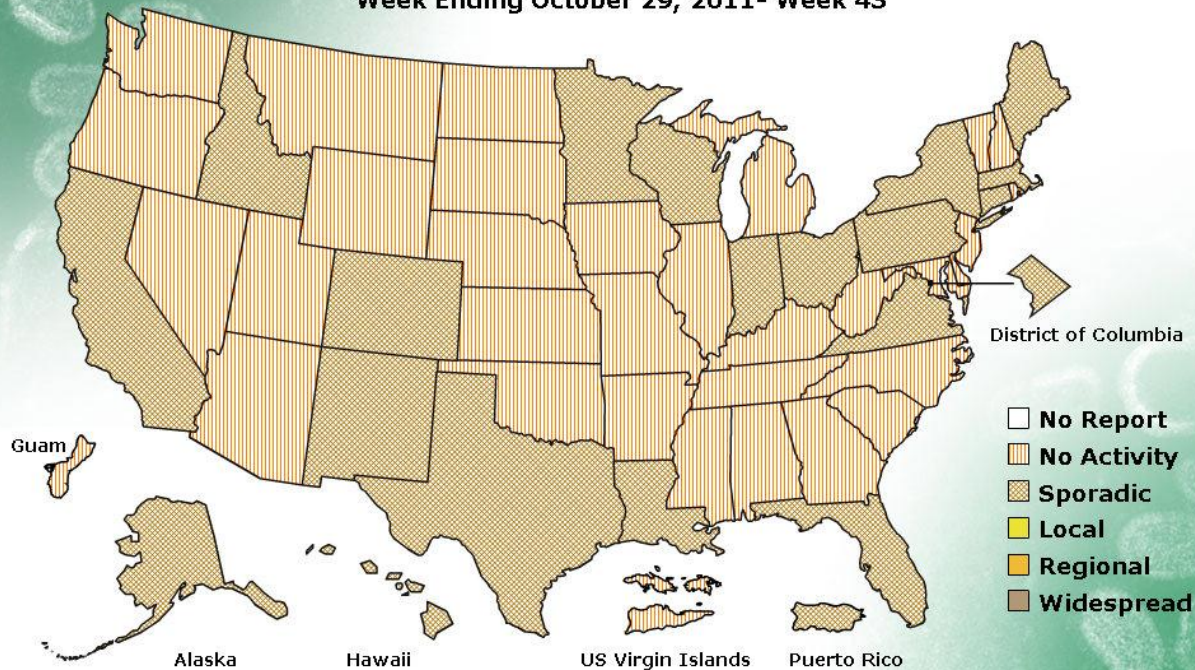 Week Ending October 29, 2011- Week 43
District of Columbia
No Report
Guam
No Activity
Sporadic
Local
Regional
Widespread
Alaska
Hawaii
US Virgin Islands
Puerto Rico